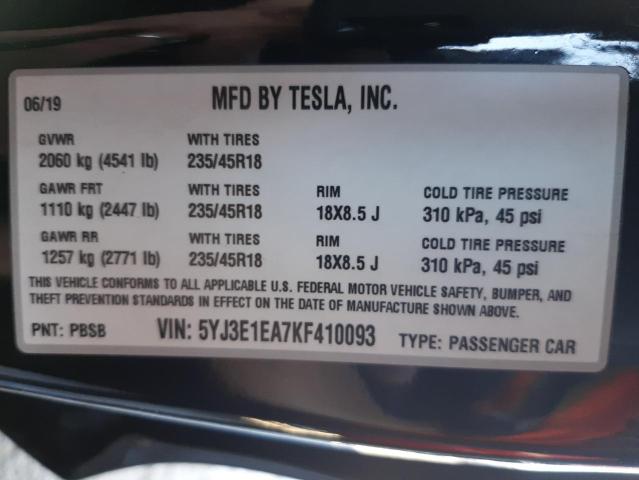 06/19 MFD BY TESLA, INC.
GVWR WITH TIRES
2060 kg (4541 lb) 235/45R18
GAWR FRT WITH TIRES RIM COLD TIRE PRESSURE
1110 kg (2447 lb) 235/45R18 18X8.5 J 310 kPa, 45 psi
GAWR RR WITH TIRES RIM COLD TIRE PRESSURE
1257 kg (2771 lb) 235/45R18 18X8.5 J 310 kPa, 45 psi
THIS VEHICLE CONFORMS TO ALL APPLICABLE U.S. FEDERAL MOTOR VEHICLE SAFETY, BUMPER, AND
THEFT PREVENTION STANDARDS IN EFFECT ON THE DATE OF MANUFACTURE SHOWN ABOVE.
PNT: PBSB VIN: 5YJ3E1EA7KF410093 TYPE: PASSENGER CAR